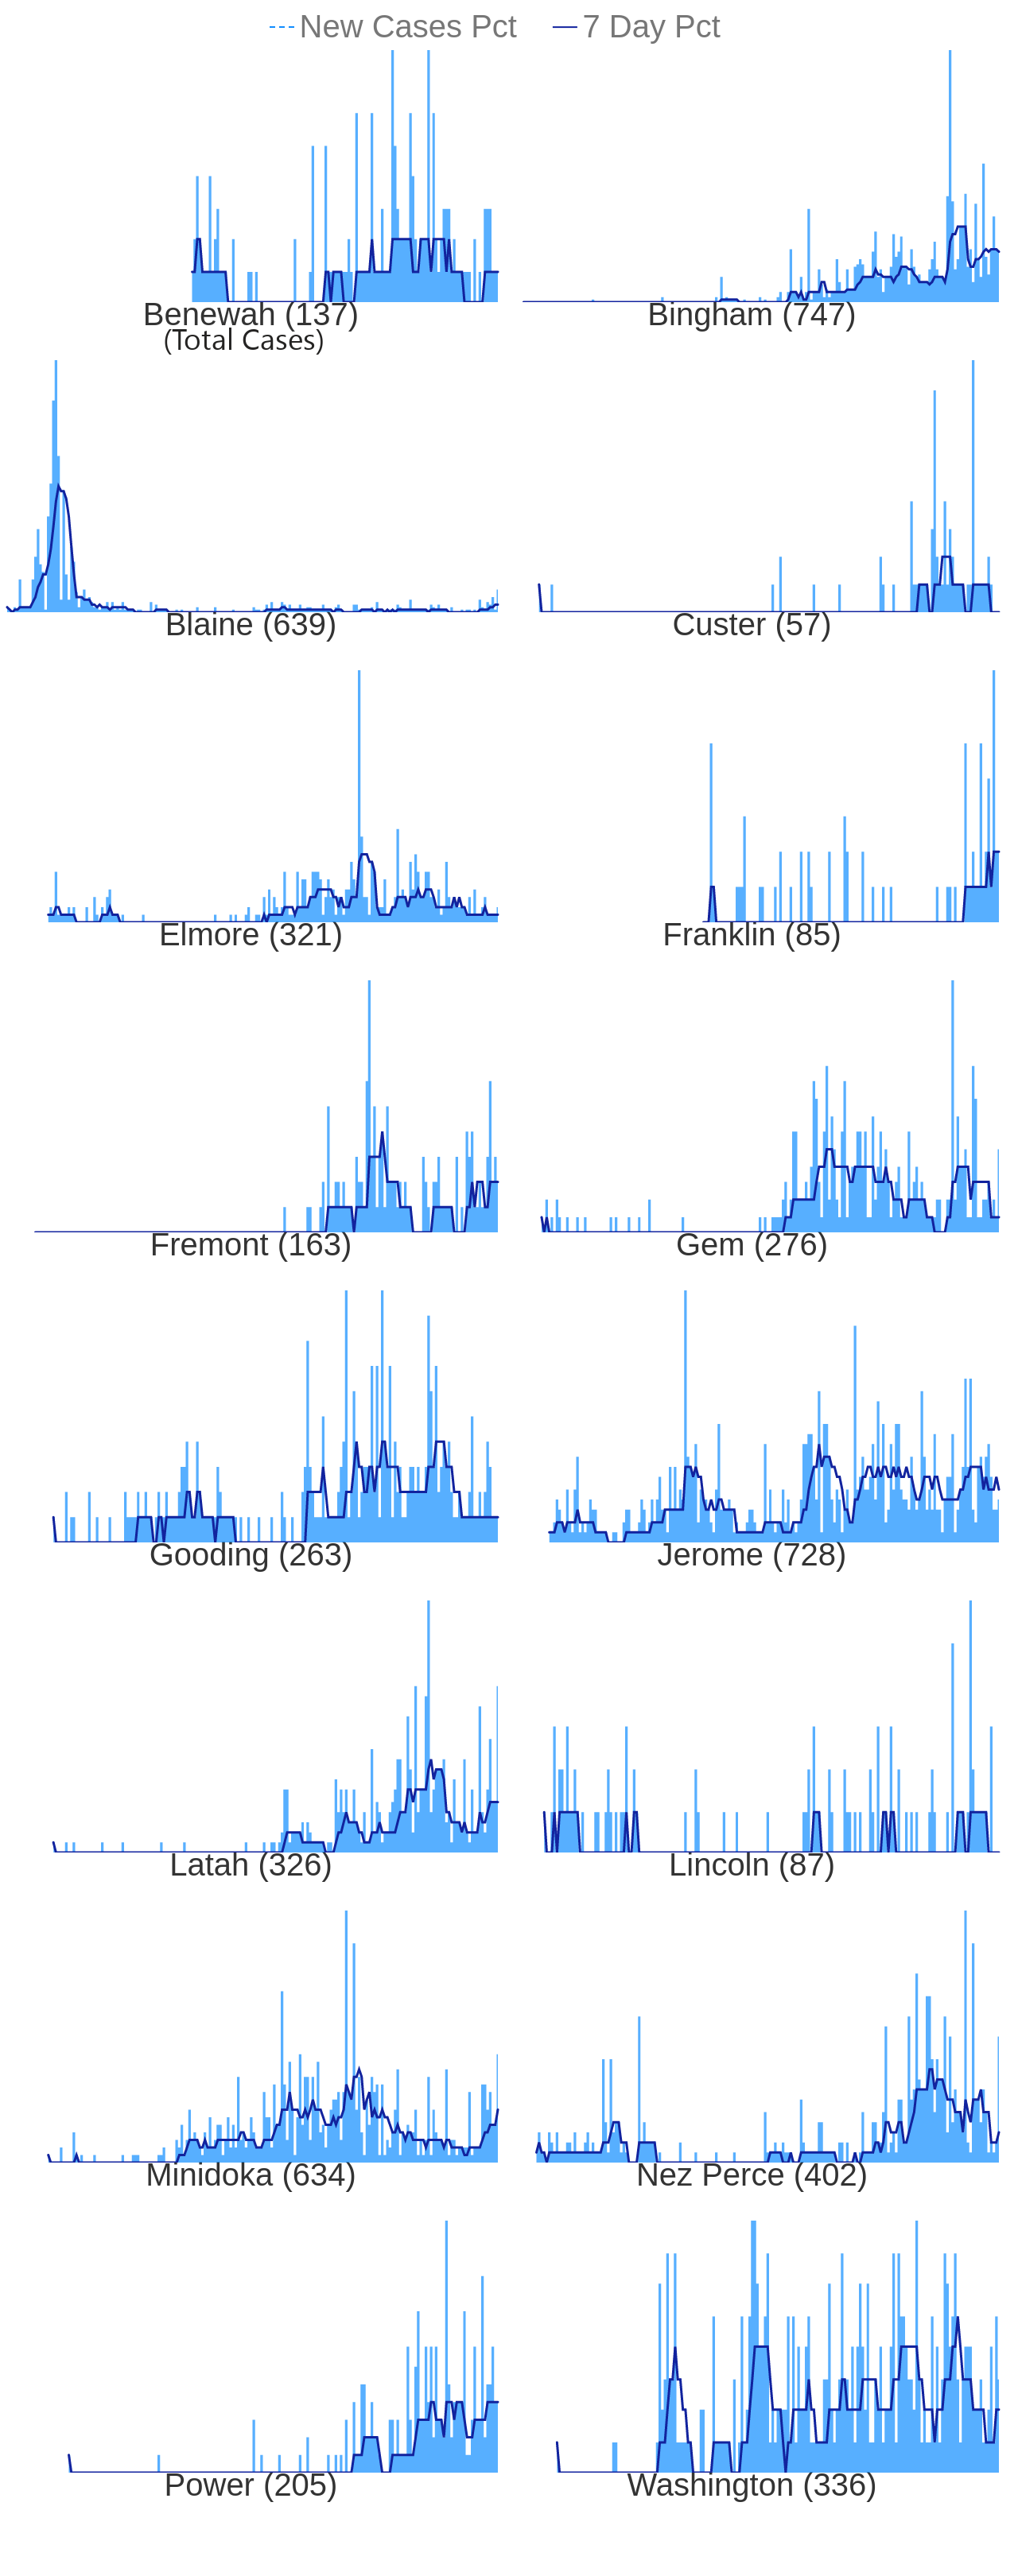 New Cases Pct 7 Day Pct
Benewah (137) Bingham (747)
(Total Cases)
Blaine (639) Custer (57)
Elmore (321) Franklin (85)
Fremont (163) Gem (276)
Gooding (263) Jerome (728)
Latah (326) Lincoln (87)
Minidoka (634) Nez Perce (402)
Power (205) Washington (336)